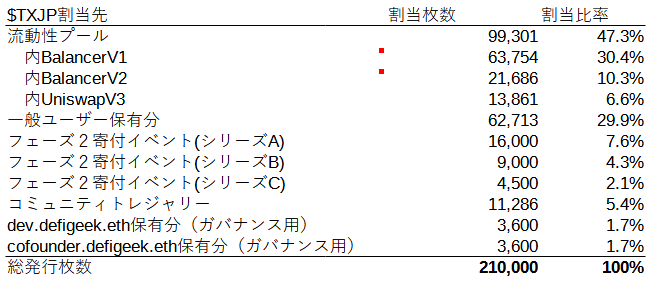 $TXJP割当先 割当枚数 割当比率
流動性プール 99,301 47.3%
内BalancerV1 63,754 30.4%
内BalancerV2 21,686 10.3%
内UniswapV3 13,861 6.6%
一般ユーザー保有分 62,713 29.9%
フェーズ２寄付イベント(シリーズA) 16,000 7.6%
フェーズ２寄付イベント(シリーズB) 9,000 4.3%
フェーズ２寄付イベント(シリーズC) 4,500 2.1%
コミュニティトレジャリー 11,286 5.4%
dev.defigeek.eth保有分（ガバナンス用） 3,600 1.7%
cofounder.defigeek.eth保有分（ガバナンス用） 3,600 1.7%
総発行枚数 210,000 100%